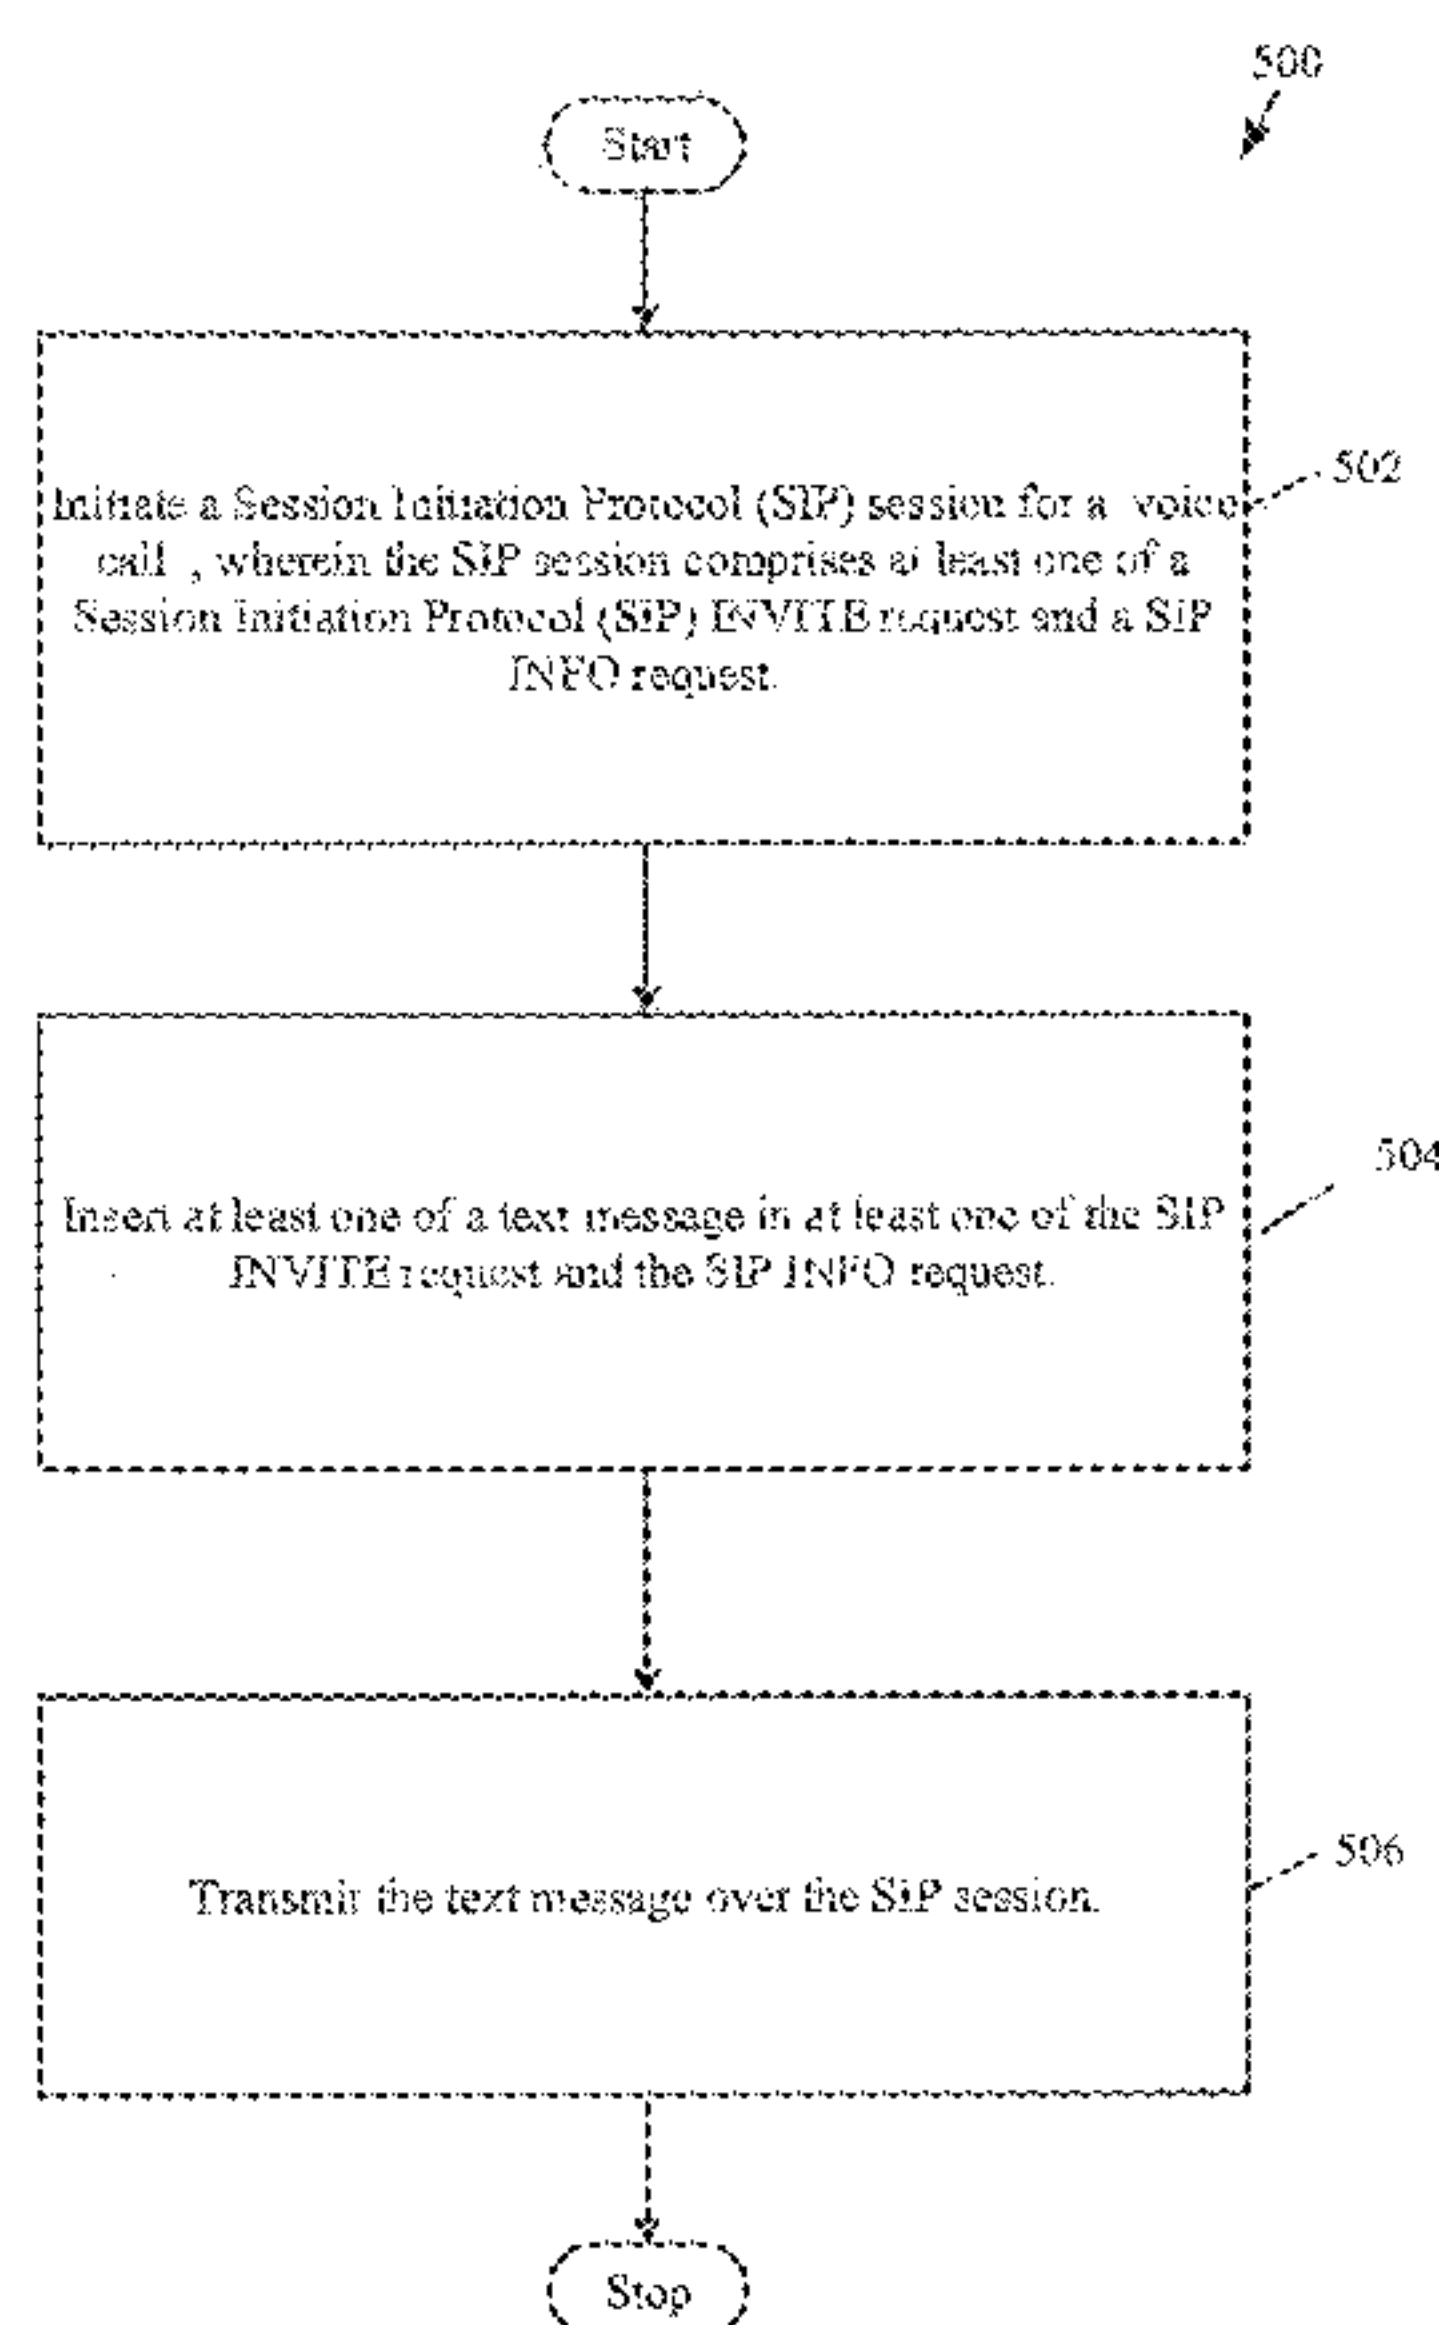 500
Start
Initiate a Session Initiation Protocol (SIP) session for a voice
call , wherein the SIP session comprises at least one of a
Session Initiation Protocol (SIP) INVITE request and a SIP
INFO request.
502
Insert at least one of a text message in at least one of the SIP
INVITE request and the SIP INFO request.
504
Transmit the text message over the SIP session.
506
Stop